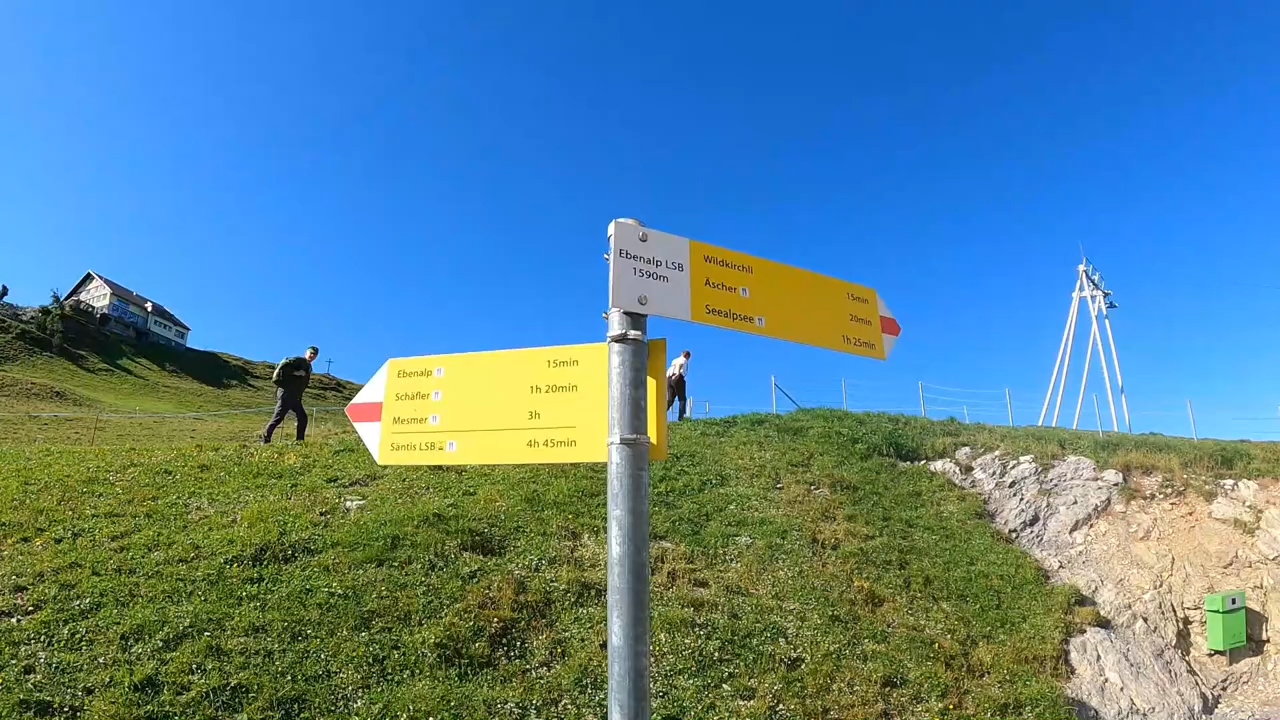 Ebenalp LSB
1590m
Wildkirchli 15min
Äscher 20min
Seealpsee 1h 25min
Ebenalp 15min
Schäfler 1h 20min
Mesmer 3h
Säntis LSB 4h 45min